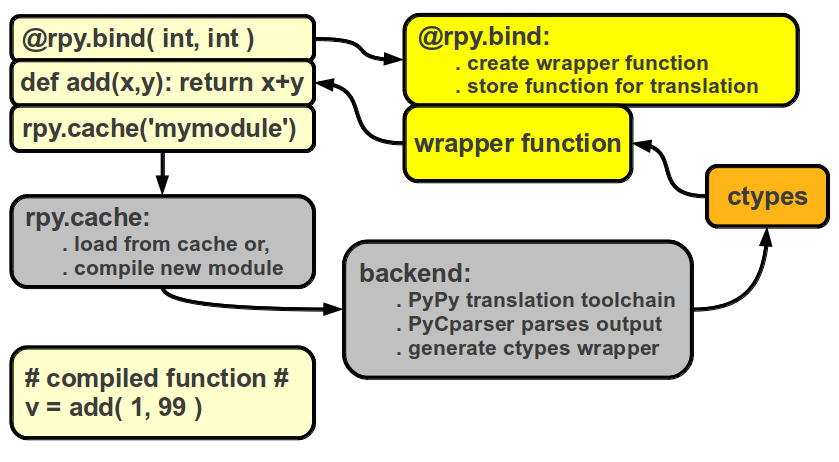 @rpy.bind( int, int )
def add(x,y): return x+y
rpy.cache('mymodule')
@rpy.bind:
. create wrapper function
. store function for translation
wrapper function
ctypes
rpy.cache:
. load from cache or,
. compile new module
backend:
. PyPy translation toolchain
. PyCparser parses output
. generate ctypes wrapper
# compiled function #
v = add( 1, 99 )